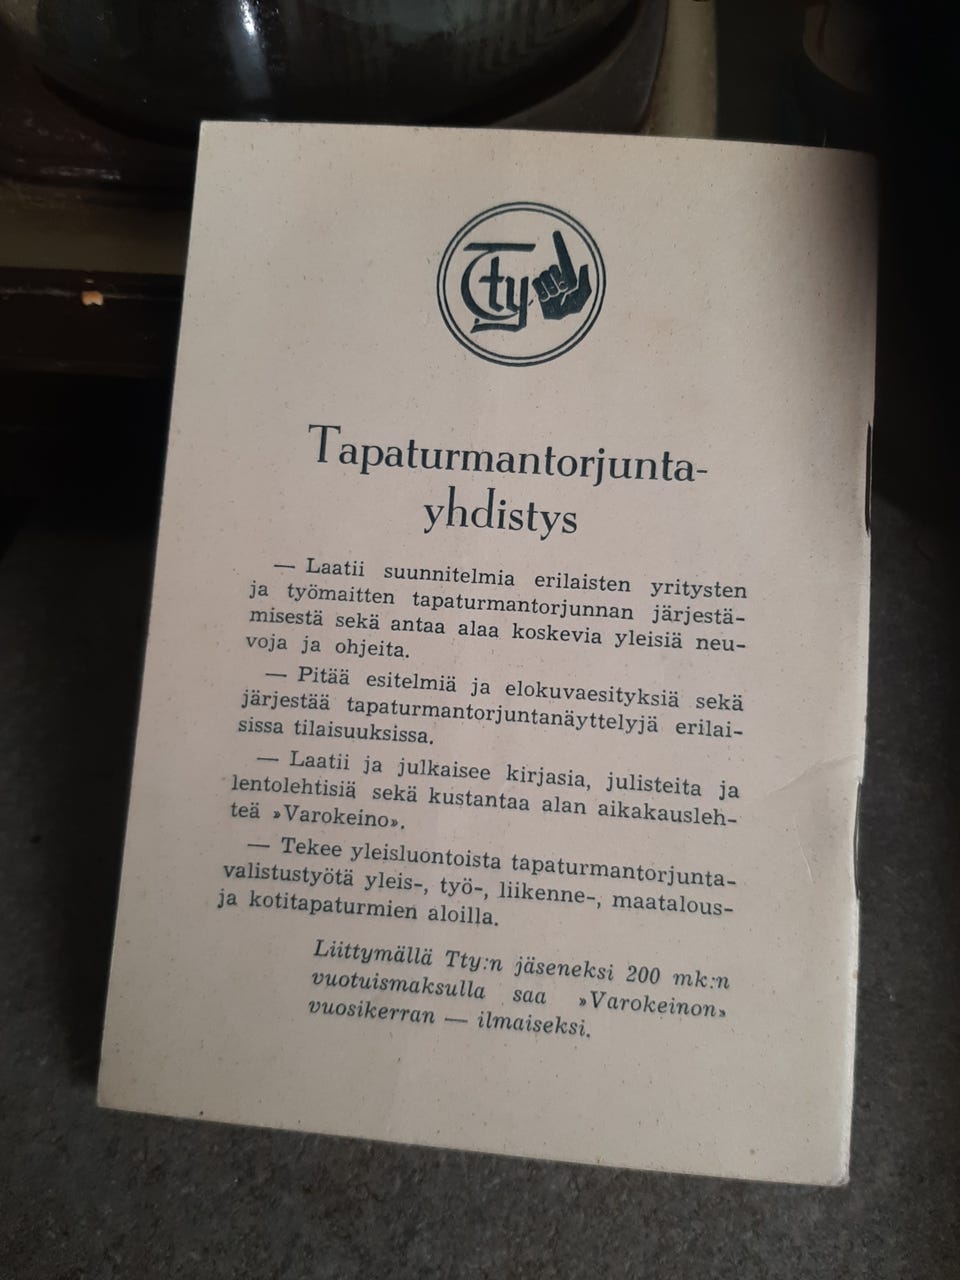 Tty
Tapaturmantorjunta-
yhdistys
— Laatii suunnitelmia erilaisten yritysten
ja työmaitten tapaturmantorjunnan järjestä-
misestä sekä antaa alaa koskevia yleisiä neu-
voja ja ohjeita.
— Pitää esitelmiä ja elokuvaesityksiä sekä
järjestää tapaturmantorjuntanäyttelyjä erilai-
sissa tilaisuuksissa.
— Laatii ja julkaisee kirjasia, julisteita ja
lentolehtisiä sekä kustantaa alan aikakausleh-
teä »Varokeino».
— Tekee yleisluontoista tapaturmantorjunta-
valistustyötä yleis-, työ-, liikenne-, maatalous-
ja kotitapaturmien aloilla.
Liittymällä Tty:n jäseneksi 200 mk:n
vuotuismaksulla saa »Varokeinon»
vuosikerran — ilmaiseksi.